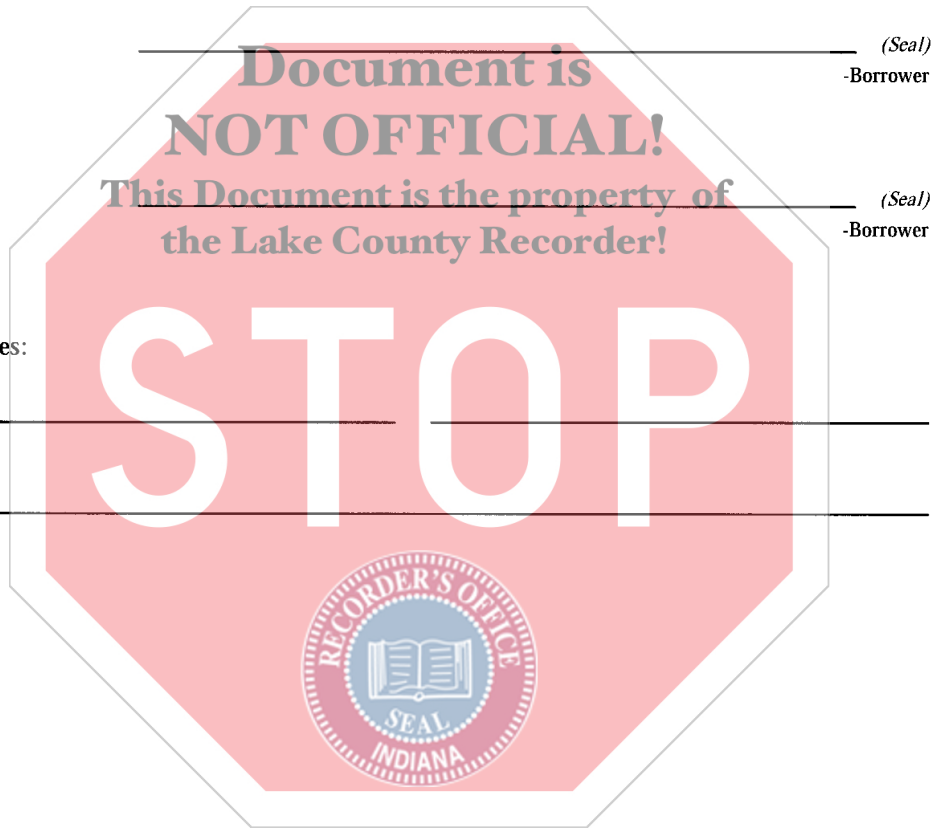 (Seal)
-Borrower
Document is
NOT OFFICIAL!
This Document is the property of
the Lake County Recorder!
(Seal)
-Borrower
es:
STOP
RECORDER'S OFFICE
SEAL
INDIANA